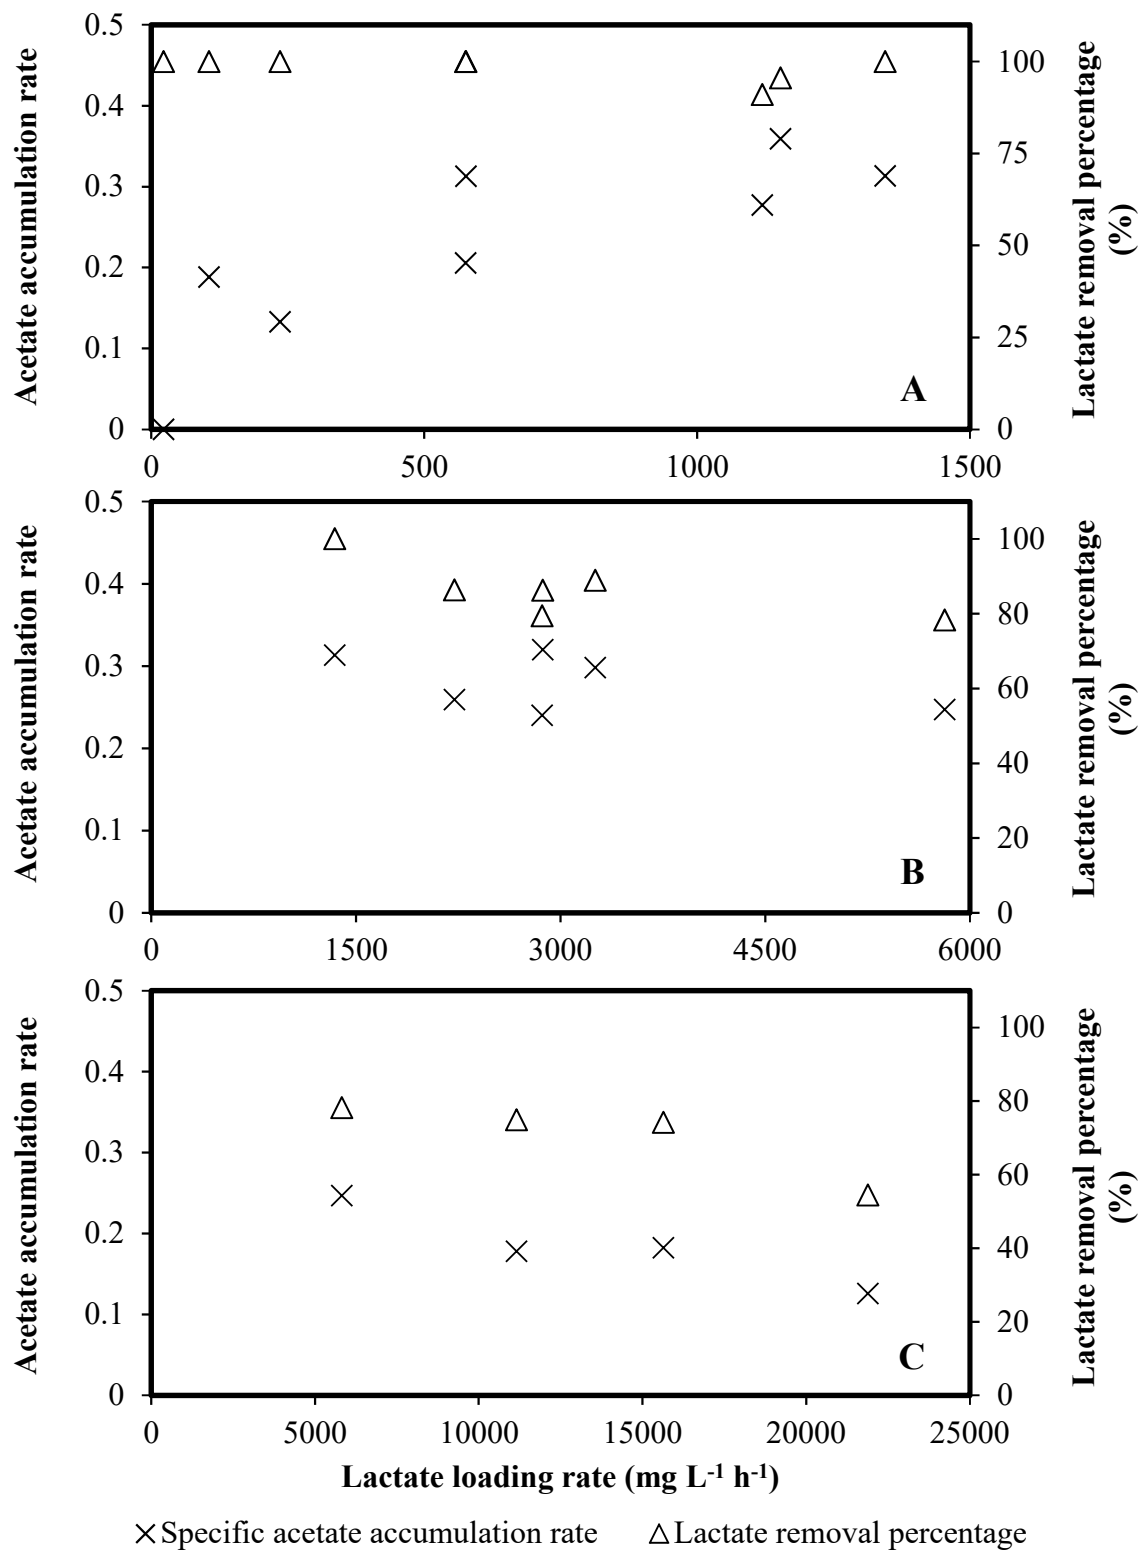 Acetate accumulation rate
0.5
0.4
0.3
0.2
0.1
0
100
75
50
25
0
Lactate removal percentage
(%)
A
0 500 1000 1500
Acetate accumulation rate
0.5
0.4
0.3
0.2
0.1
0
100
80
60
40
20
0
Lactate removal percentage
(%)
B
0 1500 3000 4500 6000
Acetate accumulation rate
0.5
0.4
0.3
0.2
0.1
0
100
80
60
40
20
0
Lactate removal percentage
(%)
C
0 5000 10000 15000 20000 25000
Lactate loading rate (mg L⁻¹ h⁻¹)
Specific acetate accumulation rate Lactate removal percentage